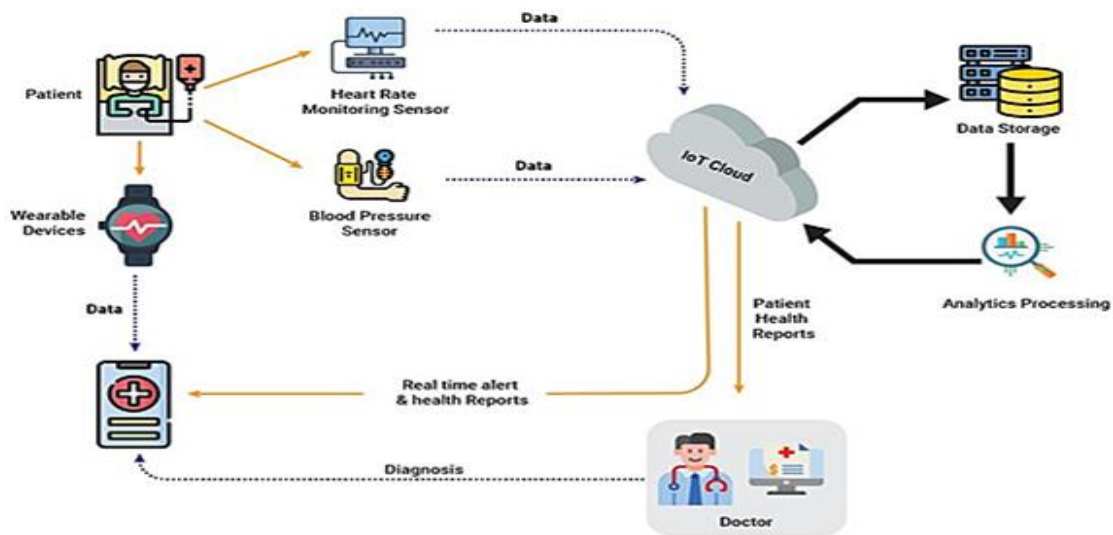 Data
Patient
Heart Rate
Monitoring Sensor
IoT Cloud
Data Storage
Data
Wearable
Devices
Blood Pressure
Sensor
Data
Patient
Health
Reports
Analytics Processing
Real time alert
& health Reports
Diagnosis
Doctor